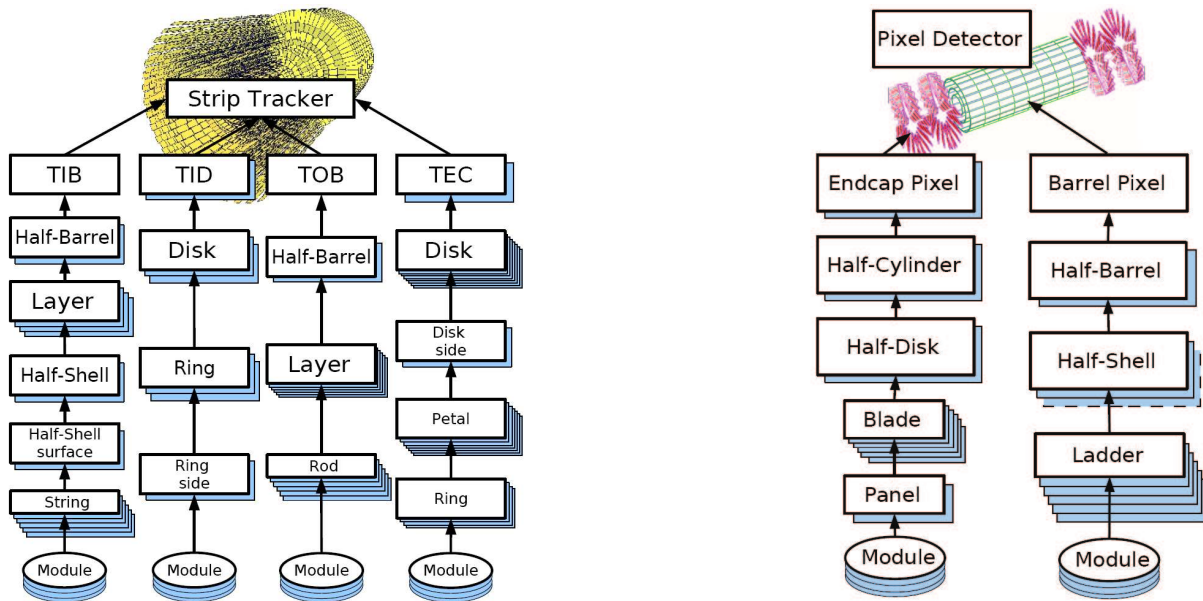 Strip Tracker
TIB
TID
TOB
TEC
Half-Barrel
Disk
Half-Barrel
Disk
Layer
Disk
side
Half-Shell
Ring
Layer
Petal
Half-Shell
surface
Ring
side
Rod
Ring
String
Module
Module
Module
Module
Pixel Detector
Endcap Pixel
Barrel Pixel
Half-Cylinder
Half-Barrel
Half-Disk
Half-Shell
Blade
Ladder
Panel
Module
Module